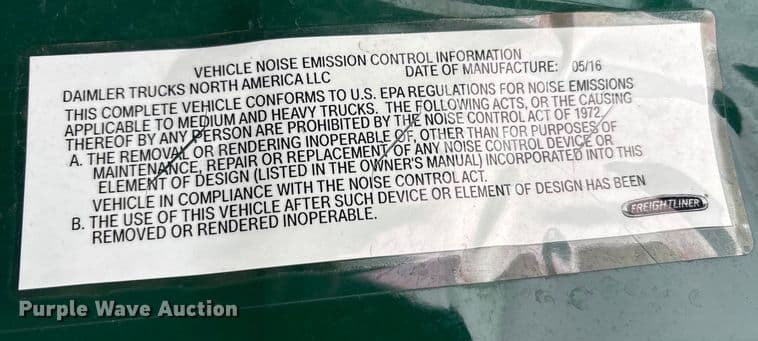 VEHICLE NOISE EMISSION CONTROL INFORMATION
DAIMLER TRUCKS NORTH AMERICA LLC DATE OF MANUFACTURE: 05/16
THIS COMPLETE VEHICLE CONFORMS TO U.S. EPA REGULATIONS FOR NOISE EMISSIONS
APPLICABLE TO MEDIUM AND HEAVY TRUCKS. THE FOLLOWING ACTS, OR THE CAUSING
THEREOF BY ANY PERSON ARE PROHIBITED BY THE NOISE CONTROL ACT OF 1972.
A. THE REMOVAL OR RENDERING INOPERABLE OF, OTHER THAN FOR PURPOSES OF
MAINTENANCE, REPAIR OR REPLACEMENT OF ANY NOISE CONTROL DEVICE OR
ELEMENT OF DESIGN (LISTED IN THE OWNER'S MANUAL) INCORPORATED INTO THIS
VEHICLE IN COMPLIANCE WITH THE NOISE CONTROL ACT.
B. THE USE OF THIS VEHICLE AFTER SUCH DEVICE OR ELEMENT OF DESIGN HAS BEEN
REMOVED OR RENDERED INOPERABLE.
FREIGHTLINER
Purple Wave Auction